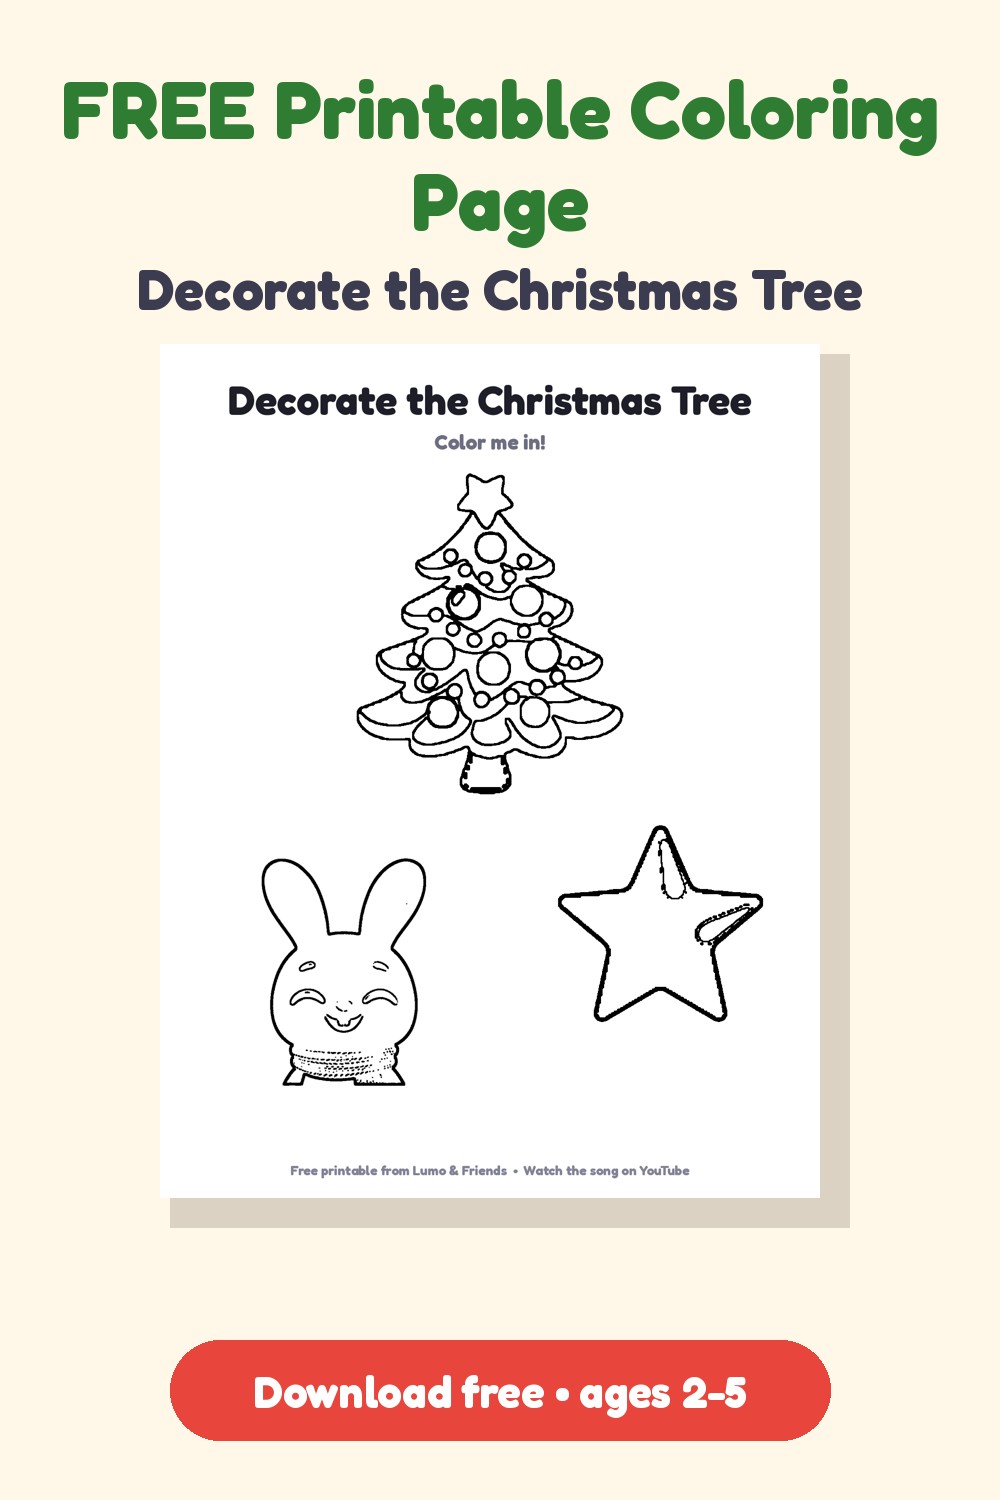 FREE Printable Coloring
Page
Decorate the Christmas Tree
Decorate the Christmas Tree
Color me in!
Free printable from Lumo & Friends • Watch the song on YouTube
Download free • ages 2-5